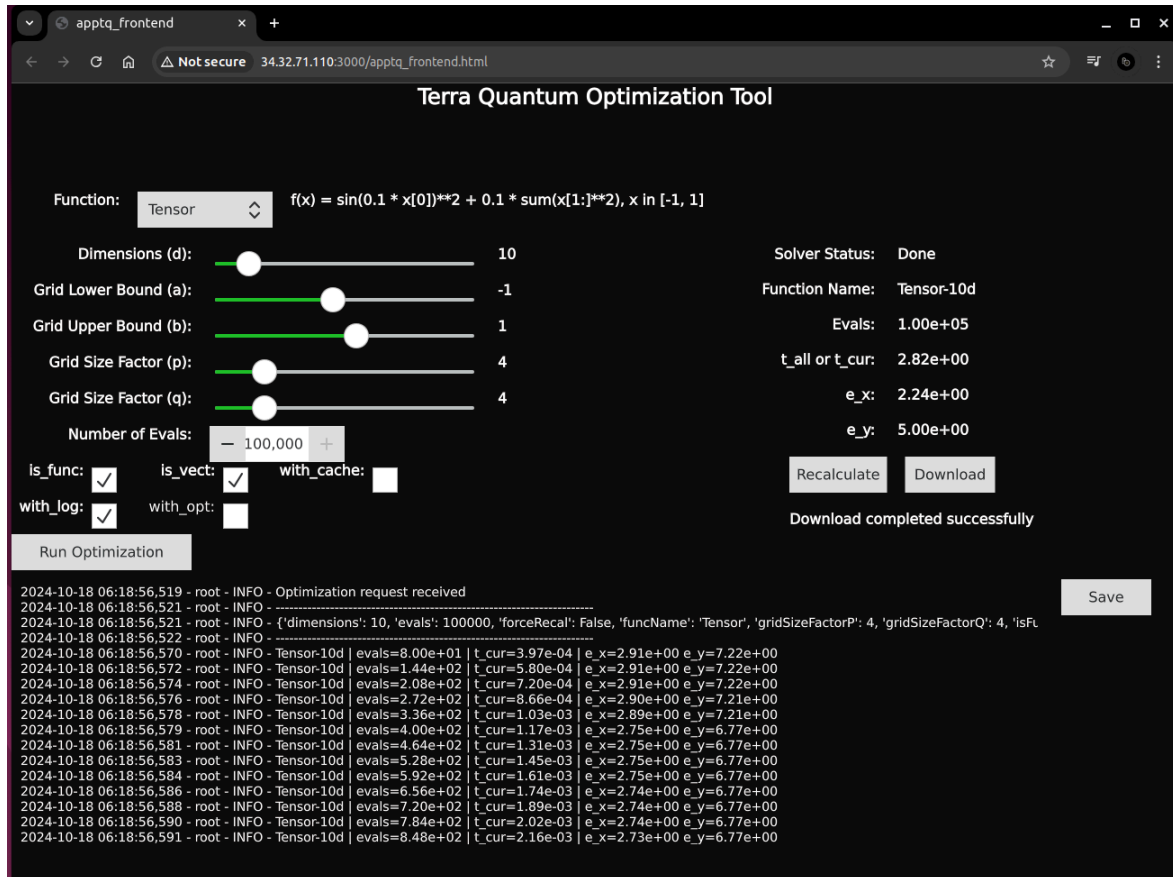 apptq_frontend
Not secure 34.32.71.110:3000/apptq_frontend.html
Terra Quantum Optimization Tool
Function: Tensor f(x) = sin(0.1 * x[0])**2 + 0.1 * sum(x[1:]**2), x in [-1, 1]
Dimensions (d): 10
Grid Lower Bound (a): -1
Grid Upper Bound (b): 1
Grid Size Factor (p): 4
Grid Size Factor (q): 4
Number of Evals: − 100,000 +
is_func: is_vect: with_cache:
with_log: with_opt:
Run Optimization
Solver Status: Done
Function Name: Tensor-10d
Evals: 1.00e+05
t_all or t_cur: 2.82e+00
e_x: 2.24e+00
e_y: 5.00e+00
Recalculate Download
Download completed successfully
Save
2024-10-18 06:18:56,519 - root - INFO - Optimization request received
2024-10-18 06:18:56,521 - root - INFO - ----------------------------------------------------------------------
2024-10-18 06:18:56,521 - root - INFO - {'dimensions': 10, 'evals': 100000, 'forceRecal': False, 'funcName': 'Tensor', 'gridSizeFactorP': 4, 'gridSizeFactorQ': 4, 'isFu
2024-10-18 06:18:56,522 - root - INFO - ----------------------------------------------------------------------
2024-10-18 06:18:56,570 - root - INFO - Tensor-10d | evals=8.00e+01 | t_cur=3.97e-04 | e_x=2.91e+00 e_y=7.22e+00
2024-10-18 06:18:56,572 - root - INFO - Tensor-10d | evals=1.44e+02 | t_cur=5.80e-04 | e_x=2.91e+00 e_y=7.22e+00
2024-10-18 06:18:56,574 - root - INFO - Tensor-10d | evals=2.08e+02 | t_cur=7.20e-04 | e_x=2.91e+00 e_y=7.22e+00
2024-10-18 06:18:56,576 - root - INFO - Tensor-10d | evals=2.72e+02 | t_cur=8.66e-04 | e_x=2.90e+00 e_y=7.21e+00
2024-10-18 06:18:56,578 - root - INFO - Tensor-10d | evals=3.36e+02 | t_cur=1.03e-03 | e_x=2.89e+00 e_y=7.21e+00
2024-10-18 06:18:56,579 - root - INFO - Tensor-10d | evals=4.00e+02 | t_cur=1.17e-03 | e_x=2.75e+00 e_y=6.77e+00
2024-10-18 06:18:56,581 - root - INFO - Tensor-10d | evals=4.64e+02 | t_cur=1.31e-03 | e_x=2.75e+00 e_y=6.77e+00
2024-10-18 06:18:56,583 - root - INFO - Tensor-10d | evals=5.28e+02 | t_cur=1.45e-03 | e_x=2.75e+00 e_y=6.77e+00
2024-10-18 06:18:56,584 - root - INFO - Tensor-10d | evals=5.92e+02 | t_cur=1.61e-03 | e_x=2.75e+00 e_y=6.77e+00
2024-10-18 06:18:56,586 - root - INFO - Tensor-10d | evals=6.56e+02 | t_cur=1.74e-03 | e_x=2.74e+00 e_y=6.77e+00
2024-10-18 06:18:56,588 - root - INFO - Tensor-10d | evals=7.20e+02 | t_cur=1.89e-03 | e_x=2.74e+00 e_y=6.77e+00
2024-10-18 06:18:56,590 - root - INFO - Tensor-10d | evals=7.84e+02 | t_cur=2.02e-03 | e_x=2.74e+00 e_y=6.77e+00
2024-10-18 06:18:56,591 - root - INFO - Tensor-10d | evals=8.48e+02 | t_cur=2.16e-03 | e_x=2.73e+00 e_y=6.77e+00